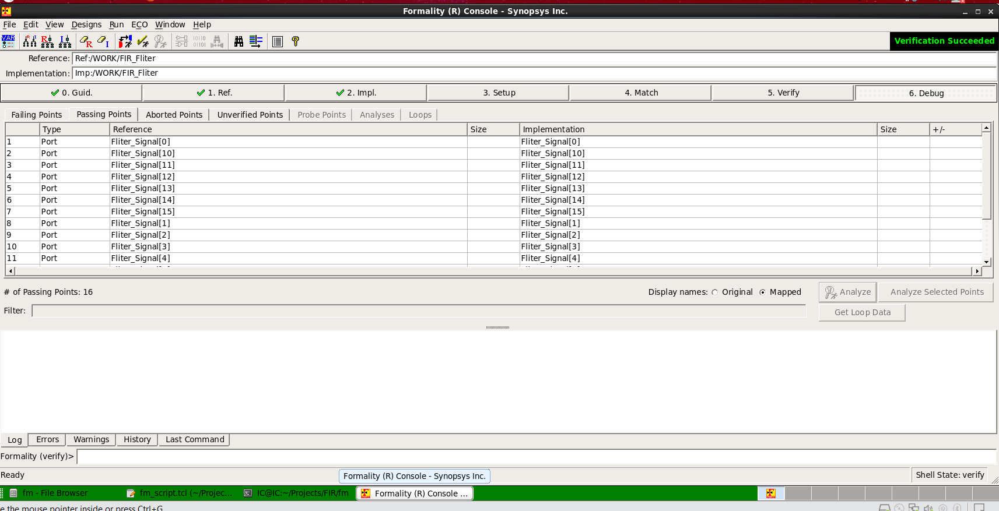 Formality (R) Console - Synopsys Inc.
File Edit View Designs Run ECO Window Help
Verification Succeeded
Reference: Ref:/WORK/FIR_Fliter
Implementation: Imp:/WORK/FIR_Fliter
0. Guid. 1. Ref. 2. Impl. 3. Setup 4. Match 5. Verify 6. Debug
Failing Points Passing Points Aborted Points Unverified Points Probe Points Analyses Loops
Type Reference Size Implementation Size +/-
1 Port Fliter_Signal[0] Fliter_Signal[0]
2 Port Fliter_Signal[10] Fliter_Signal[10]
3 Port Fliter_Signal[11] Fliter_Signal[11]
4 Port Fliter_Signal[12] Fliter_Signal[12]
5 Port Fliter_Signal[13] Fliter_Signal[13]
6 Port Fliter_Signal[14] Fliter_Signal[14]
7 Port Fliter_Signal[15] Fliter_Signal[15]
8 Port Fliter_Signal[1] Fliter_Signal[1]
9 Port Fliter_Signal[2] Fliter_Signal[2]
10 Port Fliter_Signal[3] Fliter_Signal[3]
11 Port Fliter_Signal[4] Fliter_Signal[4]
# of Passing Points: 16 Display names: Original Mapped Analyze Analyze Selected Points
Filter: Get Loop Data
Log Errors Warnings History Last Command
Formality (verify)>
Ready Formality (R) Console - Synopsys Inc. Shell State: verify
fm - File Browser fm_script.tcl (~/Projec... IC@IC:~/Projects/FIR/fm Formality (R) Console ...
e the mouse pointer inside or press Ctrl+G